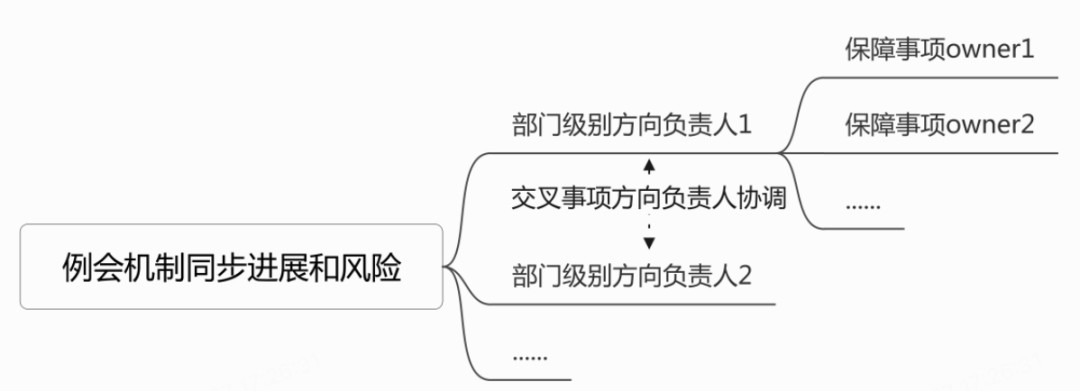 保障事项owner1
部门级别方向负责人1
保障事项owner2
交叉事项方向负责人协调
......
例会机制同步进展和风险
部门级别方向负责人2
......